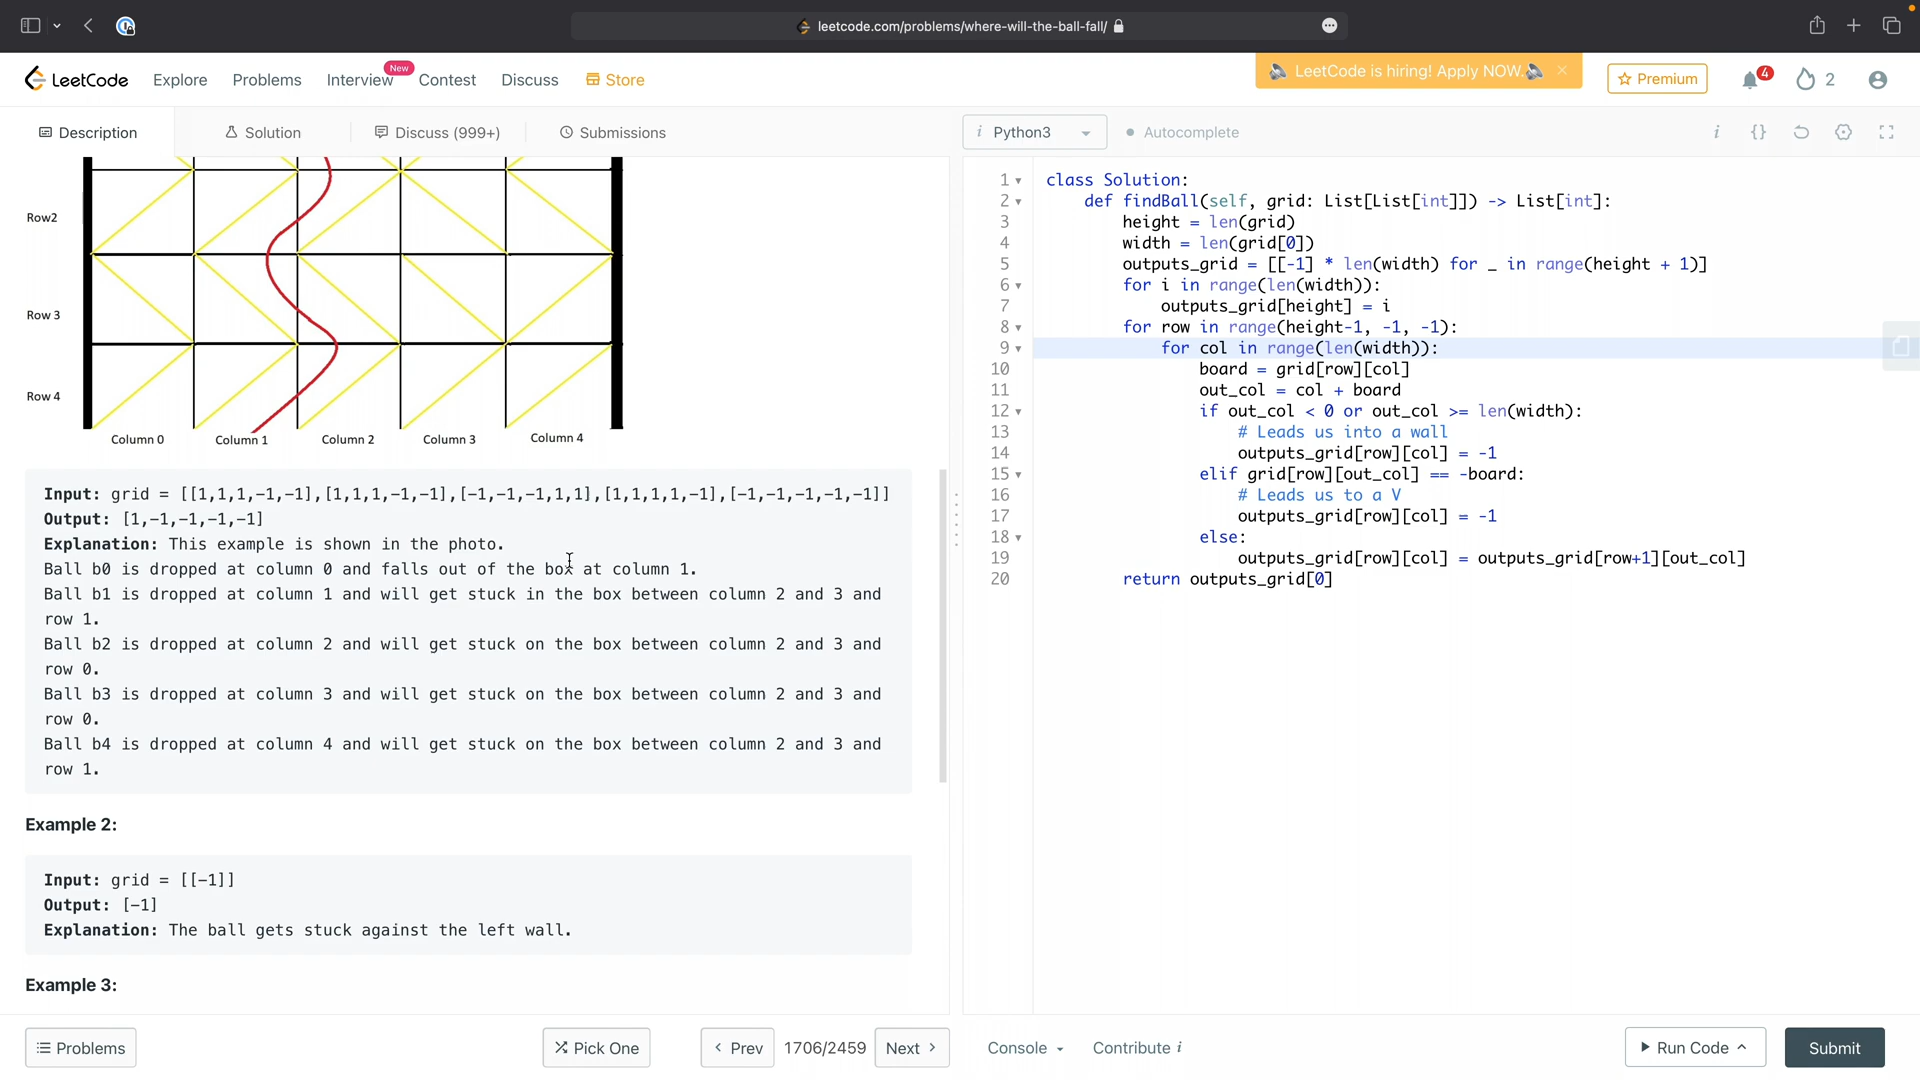 leetcode.com/problems/where-will-the-ball-fall/
LeetCode Explore Problems Interview New Contest Discuss Store
LeetCode is hiring! Apply NOW.
Premium 4 2
Description Solution Discuss (999+) Submissions
i Python3 Autocomplete i {}
Row2
Row 3
Row 4
Column 0 Column 1 Column 2 Column 3 Column 4
Input: grid = [[1,1,1,-1,-1],[1,1,1,-1,-1],[-1,-1,-1,1,1],[1,1,1,1,-1],[-1,-1,-1,-1,-1]]
Output: [1,-1,-1,-1,-1]
Explanation: This example is shown in the photo.
Ball b0 is dropped at column 0 and falls out of the box at column 1.
Ball b1 is dropped at column 1 and will get stuck in the box between column 2 and 3 and
row 1.
Ball b2 is dropped at column 2 and will get stuck on the box between column 2 and 3 and
row 0.
Ball b3 is dropped at column 3 and will get stuck on the box between column 2 and 3 and
row 0.
Ball b4 is dropped at column 4 and will get stuck on the box between column 2 and 3 and
row 1.
Example 2:
Input: grid = [[-1]]
Output: [-1]
Explanation: The ball gets stuck against the left wall.
Example 3:
1 class Solution:
2 def findBall(self, grid: List[List[int]]) -> List[int]:
3 height = len(grid)
4 width = len(grid[0])
5 outputs_grid = [[-1] * len(width) for _ in range(height + 1)]
6 for i in range(len(width)):
7 outputs_grid[height] = i
8 for row in range(height-1, -1, -1):
9 for col in range(len(width)):
10 board = grid[row][col]
11 out_col = col + board
12 if out_col < 0 or out_col >= len(width):
13 # Leads us into a wall
14 outputs_grid[row][col] = -1
15 elif grid[row][out_col] == -board:
16 # Leads us to a V
17 outputs_grid[row][col] = -1
18 else:
19 outputs_grid[row][col] = outputs_grid[row+1][out_col]
20 return outputs_grid[0]
Problems Pick One Prev 1706/2459 Next Console Contribute i Run Code Submit